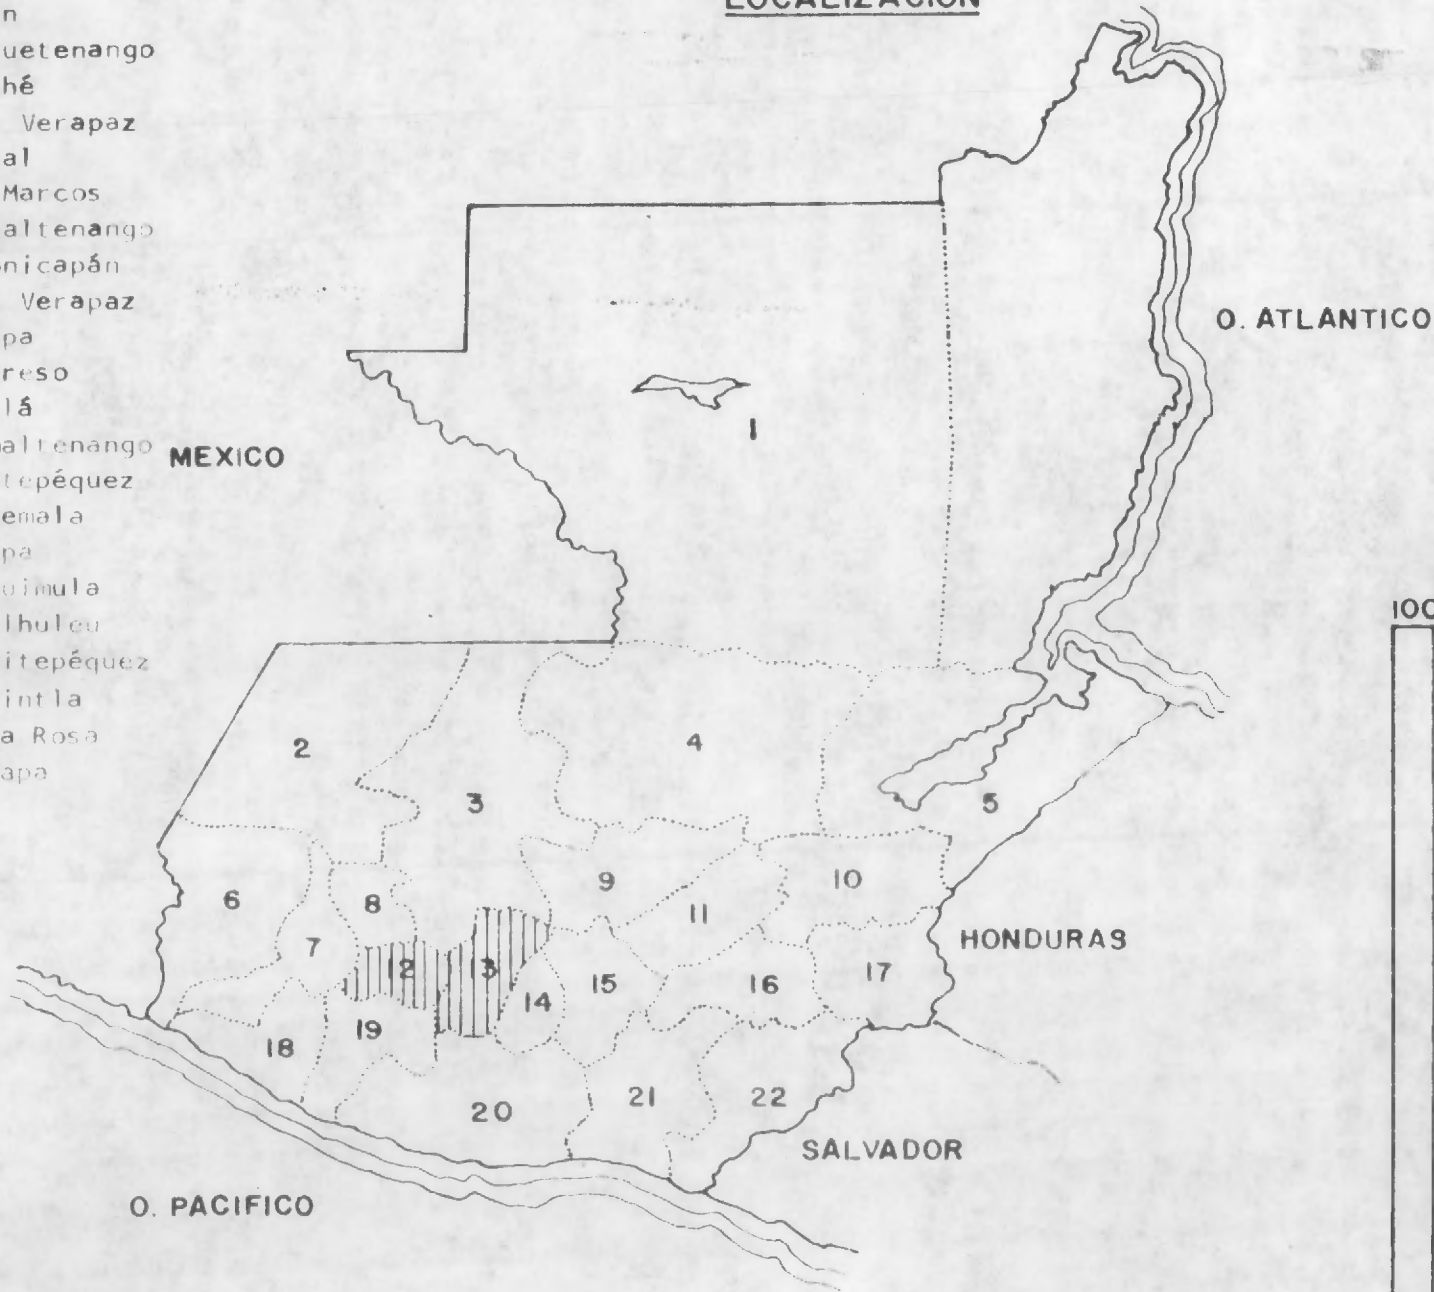 LOCALIZACION
n
uetenango
hé
Verapaz
al
Marcos
altenango
onicapán
Verapaz
pa
reso
lá
altenango
tepéquez
emala
pa
uimula
lhuleu
itepéquez
intla
a Rosa
apa
O. ATLANTICO
MEXICO
1
100
2
4
3
5
6
8
9
10
11
7
12
13
14
15
16
17
HONDURAS
18
19
20
21
22
SALVADOR
O. PACIFICO